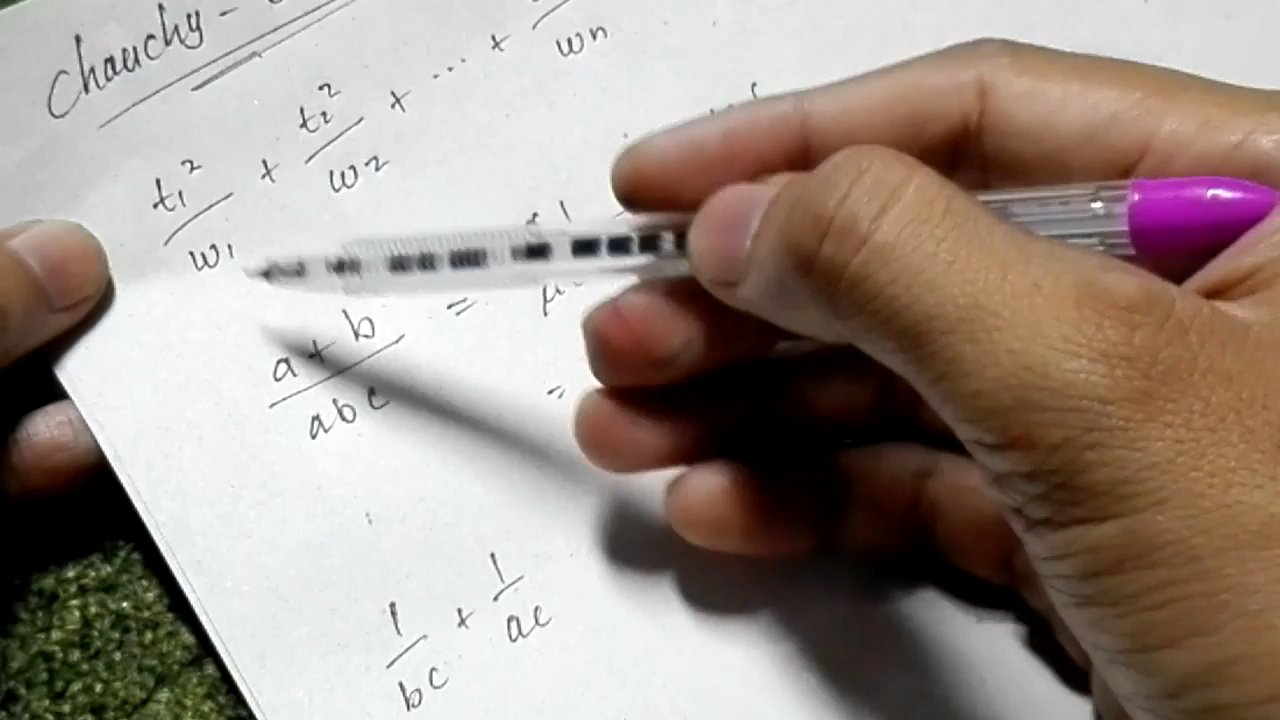 Chauchy -
t₁²/w₁ + t₂²/w₂ + ... + /wn
(a + b)/abc = μ
=
1/bc + 1/ac